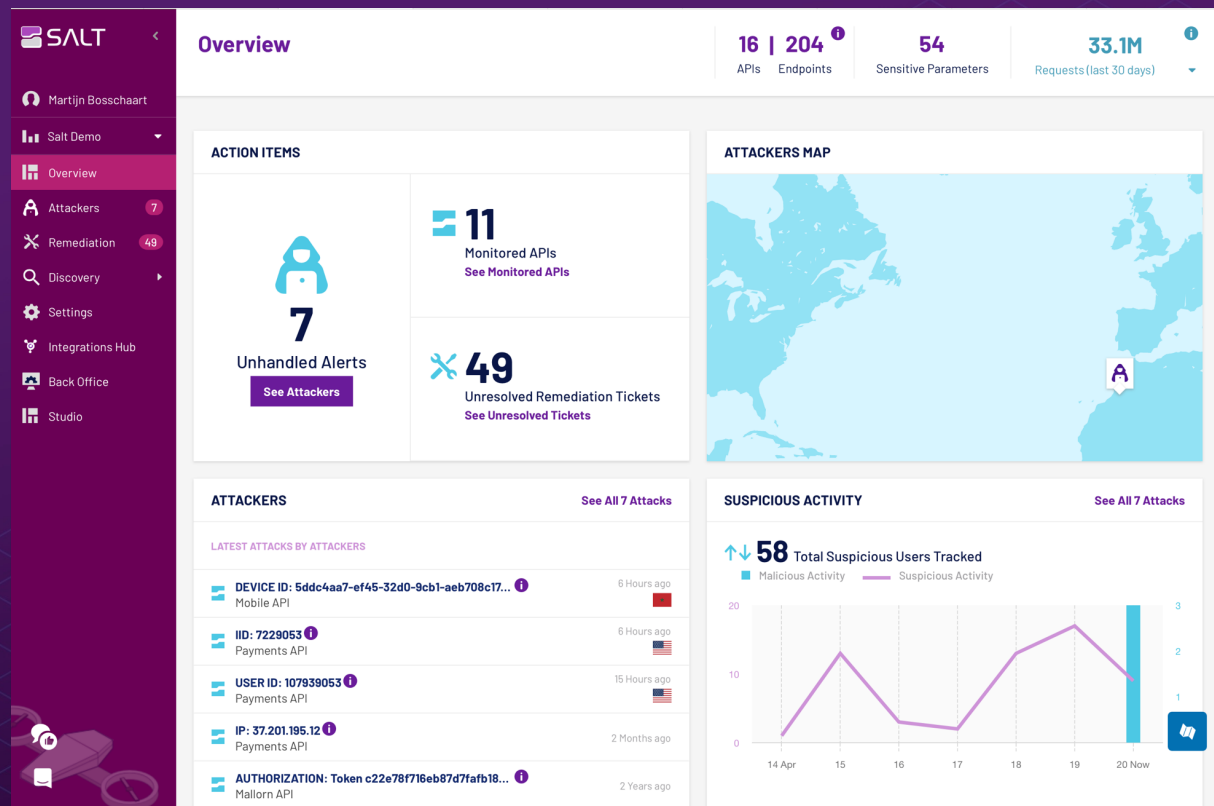 SALT
Martijn Bosschaart
Salt Demo
Overview
Attackers 7
Remediation 49
Discovery
Settings
Integrations Hub
Back Office
Studio
Overview
16 | 204
APIs Endpoints
54
Sensitive Parameters
33.1M
Requests (last 30 days)
ACTION ITEMS
7
Unhandled Alerts
See Attackers
11
Monitored APIs
See Monitored APIs
49
Unresolved Remediation Tickets
See Unresolved Tickets
ATTACKERS MAP
ATTACKERS See All 7 Attacks
LATEST ATTACKS BY ATTACKERS
DEVICE ID: 5ddc4aa7-ef45-32d0-9cb1-aeb708c17...
Mobile API
6 Hours ago
IID: 7229053
Payments API
6 Hours ago
USER ID: 107939053
Payments API
15 Hours ago
IP: 37.201.195.12
Payments API
2 Months ago
AUTHORIZATION: Token c22e78f716eb87d7fafb18...
Mallorn API
2 Years ago
SUSPICIOUS ACTIVITY See All 7 Attacks
58 Total Suspicious Users Tracked
Malicious Activity Suspicious Activity
20 3
2
10
1
0
14 Apr 15 16 17 18 19 20 Now